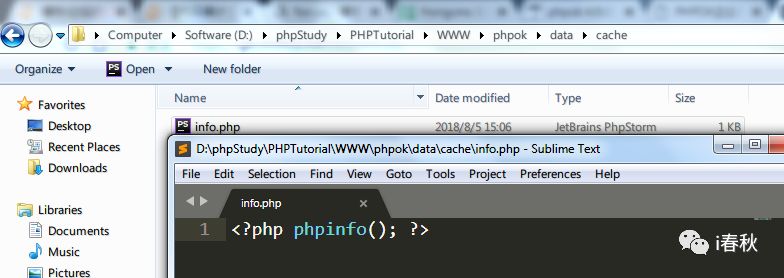 Computer Software (D:) phpStudy PHPTutorial WWW phpok data cache
Organize Open New folder
Name Date modified Type Size
Favorites
Desktop
Recent Places
Downloads
Libraries
Documents
Music
Pictures
info.php 2018/8/5 15:06 JetBrains PhpStorm 1 KB
D:\phpStudy\PHPTutorial\WWW\phpok\data\cache\info.php - Sublime Text
File Edit Selection Find View Goto Tools Project Preferences Help
info.php
1 <?php phpinfo(); ?>
i春秋